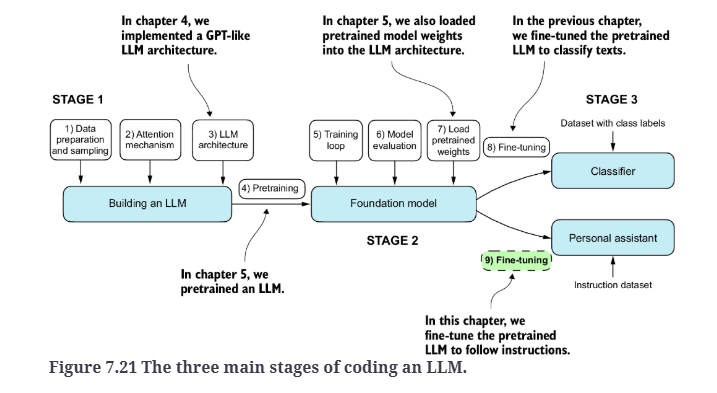 In chapter 4, we
implemented a GPT-like
LLM architecture.
In chapter 5, we also loaded
pretrained model weights
into the LLM architecture.
In the previous chapter,
we fine-tuned the pretrained
LLM to classify texts.
STAGE 1
STAGE 3
1) Data
preparation
and sampling
2) Attention
mechanism
3) LLM
architecture
5) Training
loop
6) Model
evaluation
7) Load
pretrained
weights
8) Fine-tuning
Dataset with class labels
Classifier
4) Pretraining
Building an LLM
Foundation model
STAGE 2
Personal assistant
9) Fine-tuning
Instruction dataset
In chapter 5, we
pretrained an LLM.
In this chapter, we
fine-tune the pretrained
LLM to follow instructions.
Figure 7.21 The three main stages of coding an LLM.